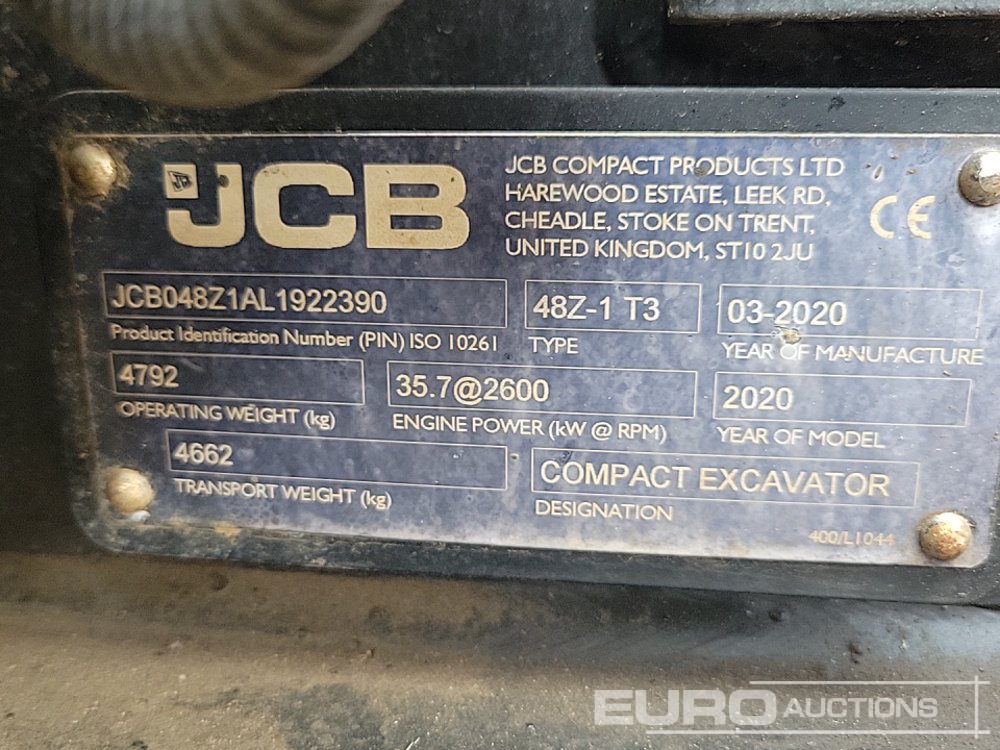 JCB
JCB COMPACT PRODUCTS LTD
HAREWOOD ESTATE, LEEK RD,
CHEADLE, STOKE ON TRENT,
UNITED KINGDOM, ST10 2JU
CE
JCB048Z1AL1922390
Product Identification Number (PIN) ISO 10261
48Z-1 T3
TYPE
03-2020
YEAR OF MANUFACTURE
4792
OPERATING WEIGHT (kg)
35.7@2600
ENGINE POWER (kW @ RPM)
2020
YEAR OF MODEL
4662
TRANSPORT WEIGHT (kg)
COMPACT EXCAVATOR
DESIGNATION
400/L1044
EURO AUCTIONS